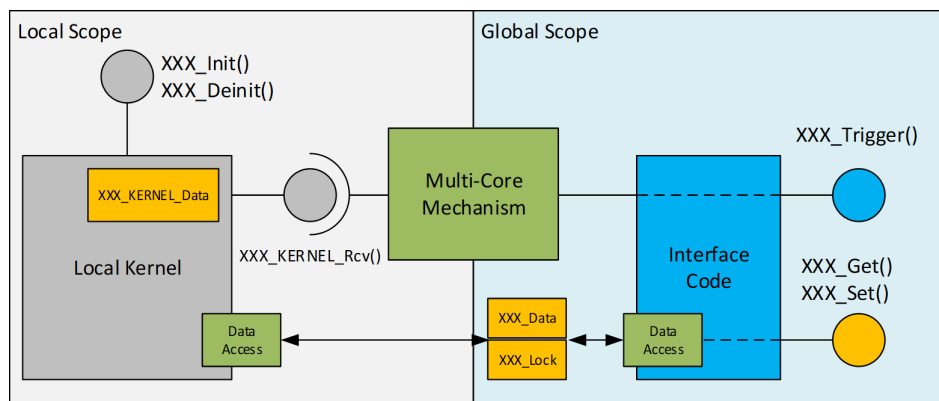 Local Scope
Global Scope
XXX_Init()
XXX_Deinit()
XXX_Trigger()
XXX_KERNEL_Data
Multi-Core
Mechanism
XXX_KERNEL_Rcv()
Local Kernel
Interface
Code
XXX_Get()
XXX_Set()
Data
Access
XXX_Data
XXX_Lock
Data
Access